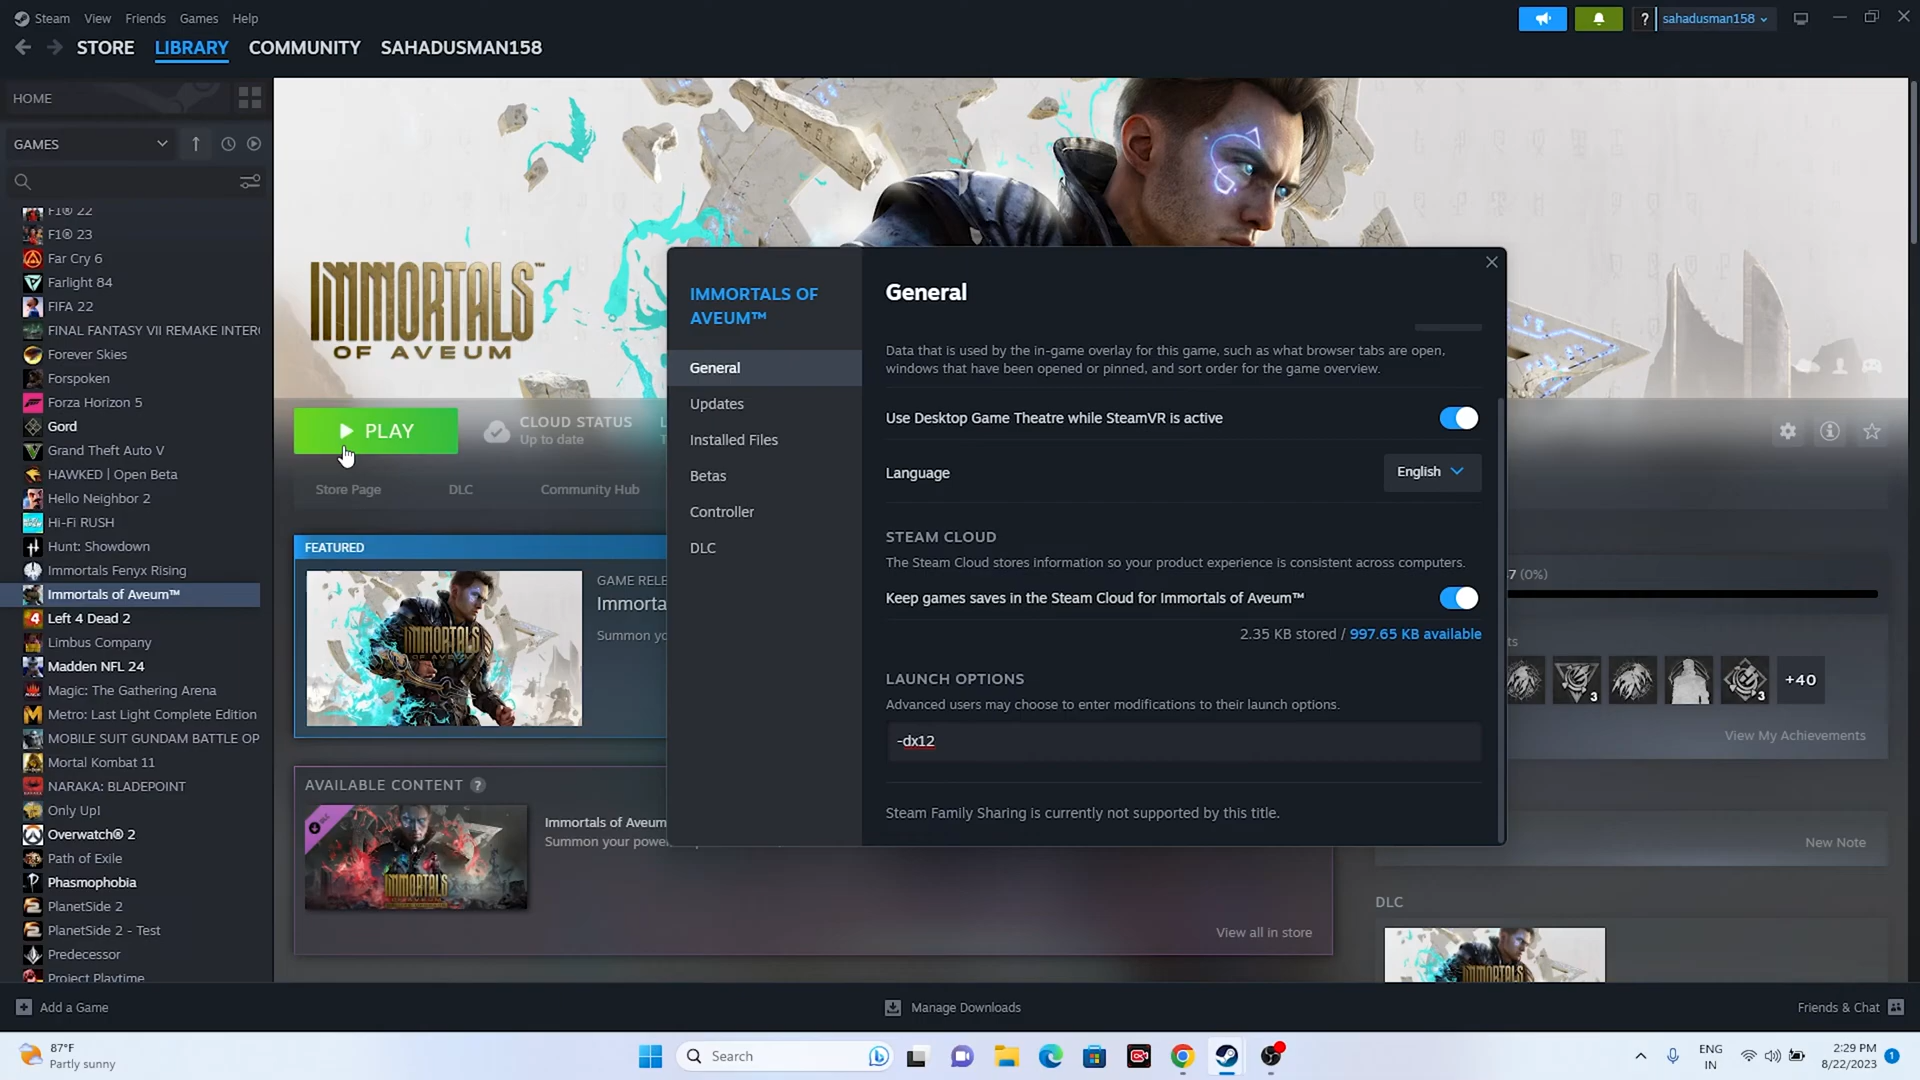 Steam View Friends Games Help
? sahadusman158
STORE LIBRARY COMMUNITY SAHADUSMAN158
HOME
GAMES
F1® 22
F1® 23
Far Cry 6
Farlight 84
FIFA 22
FINAL FANTASY VII REMAKE INTER
Forever Skies
Forspoken
Forza Horizon 5
Gord
Grand Theft Auto V
HAWKED | Open Beta
Hello Neighbor 2
Hi-Fi RUSH
Hunt: Showdown
Immortals Fenyx Rising
Immortals of Aveum™
Left 4 Dead 2
Limbus Company
Madden NFL 24
Magic: The Gathering Arena
Metro: Last Light Complete Edition
MOBILE SUIT GUNDAM BATTLE OP
Mortal Kombat 11
NARAKA: BLADEPOINT
Only Up!
Overwatch® 2
Path of Exile
Phasmophobia
PlanetSide 2
PlanetSide 2 - Test
Predecessor
Project Playtime
IMMORTALS™
OF AVEUM
PLAY
CLOUD STATUS
Up to date
L
T
Store Page DLC Community Hub
FEATURED
IMMORTALS
GAME RELE
Immorta
Summon yo
AVAILABLE CONTENT ?
IMMORTALS
Immortals of Aveum
Summon your powe
View all in store
IMMORTALS OF
AVEUM™
General
Updates
Installed Files
Betas
Controller
DLC
General
Data that is used by the in-game overlay for this game, such as what browser tabs are open,
windows that have been opened or pinned, and sort order for the game overview.
Use Desktop Game Theatre while SteamVR is active
Language
English
STEAM CLOUD
The Steam Cloud stores information so your product experience is consistent across computers.
Keep games saves in the Steam Cloud for Immortals of Aveum™
2.35 KB stored / 997.65 KB available
LAUNCH OPTIONS
Advanced users may choose to enter modifications to their launch options.
-dx12
Steam Family Sharing is currently not supported by this title.
7 (0%)
ts
3
3
+40
View My Achievements
New Note
DLC
IMMORTALS
Add a Game
Manage Downloads
Friends & Chat
87°F
Partly sunny
Search
ENG
IN
2:29 PM
8/22/2023
1